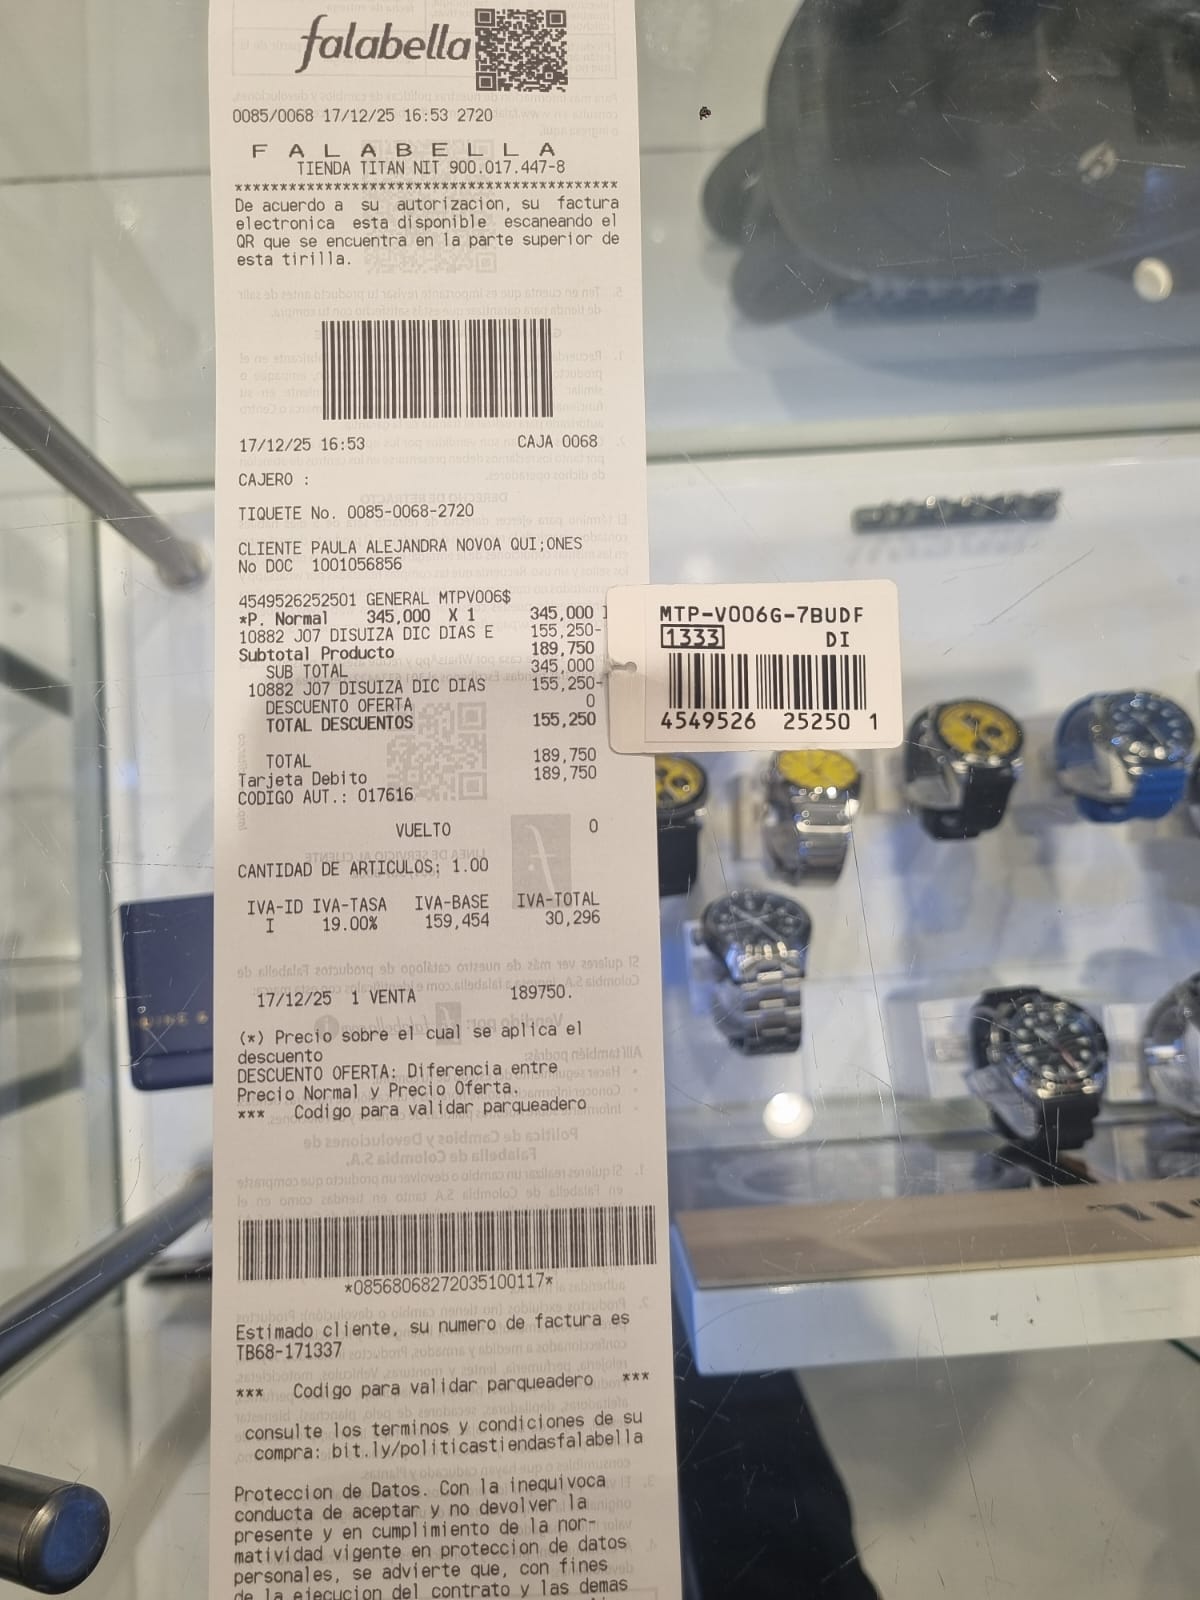 falabella
0085/0068 17/12/25 16:53 2720
F A L A B E L L A
TIENDA TITAN NIT 900.017.447-8
******************************************
De acuerdo a su autorizacion, su factura
electronica esta disponible escaneando el
QR que se encuentra en la parte superior de
esta tirilla.
17/12/25 16:53 CAJA 0068
CAJERO :
TIQUETE No. 0085-0068-2720
CLIENTE PAULA ALEJANDRA NOVOA QUI;ONES
No DOC 1001056856
4549526252501 GENERAL MTPV006$
*P. Normal 345,000 X 1 345,000 I
10882 J07 DISUIZA DIC DIAS E 155,250-
Subtotal Producto 189,750
SUB TOTAL 345,000
10882 J07 DISUIZA DIC DIAS 155,250-
DESCUENTO OFERTA 0
TOTAL DESCUENTOS 155,250
TOTAL 189,750
Tarjeta Debito 189,750
CODIGO AUT.: 017616
VUELTO 0
CANTIDAD DE ARTICULOS: 1.00
IVA-ID IVA-TASA IVA-BASE IVA-TOTAL
I 19.00% 159,454 30,296
17/12/25 1 VENTA 189750.
(*) Precio sobre el cual se aplica el
descuento
DESCUENTO OFERTA: Diferencia entre
Precio Normal y Precio Oferta.
*** Codigo para validar parqueadero
*08568068272035100117*
Estimado cliente, su numero de factura es
TB68-171337
*** Codigo para validar parqueadero ***
consulte los terminos y condiciones de su
compra: bit.ly/politicastiendasfalabella
Proteccion de Datos. Con la inequivoca
conducta de aceptar y no devolver la
presente y en cumplimiento de la nor-
matividad vigente en proteccion de datos
personales, se advierte que, con fines
de la ejecucion del contrato y las demas
MTP-V006G-7BUDF
1333 DI
4549526 25250 1